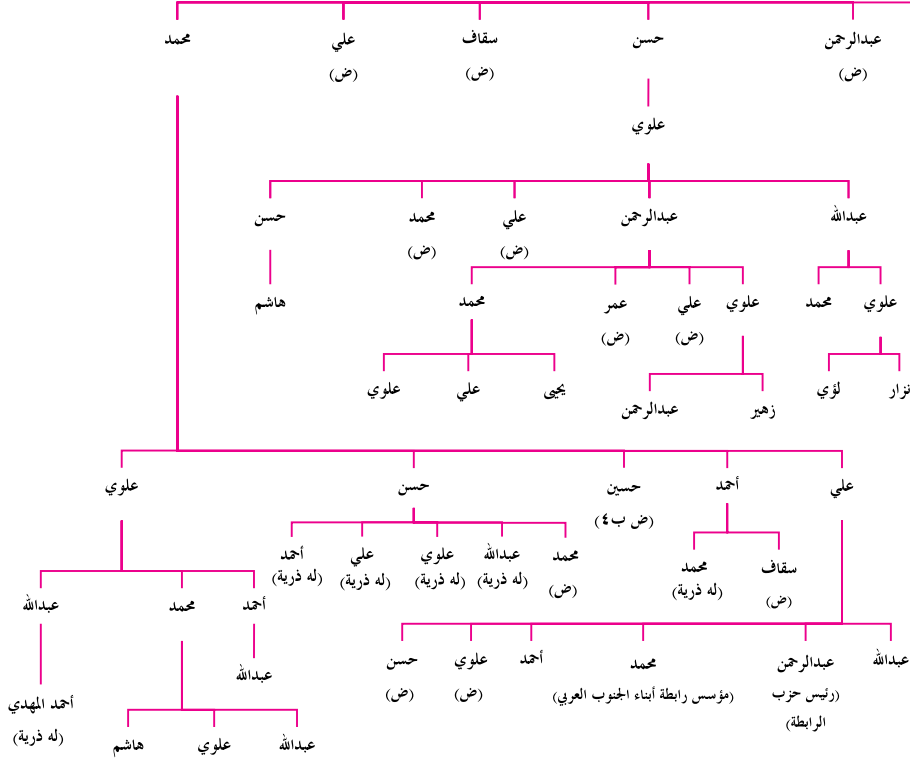 عبدالرحمن حسن سقاف علي محمد
(ض) (ض) (ض)
علوي
عبدالله عبدالرحمن علي محمد حسن
(ض) (ض)
علوي محمد علوي علي عمر محمد هاشم
(ض) (ض)
نزار لؤي زهير عبدالرحمن يحيى علي علوي
علي أحمد حسين حسن علوي
(ض ب٤)
سقاف محمد محمد عبدالله علوي علي أحمد
(ض) (له ذرية) (ض) (له ذرية) (له ذرية) (له ذرية) (له ذرية)
أحمد محمد عبدالله
عبدالله عبدالرحمن محمد أحمد علوي حسن
(رئيس حزب (مؤسس رابطة أبناء الجنوب العربي) (ض) (ض)
الرابطة)
عبدالله أحمد المهدي
(له ذرية)
عبدالله علوي هاشم